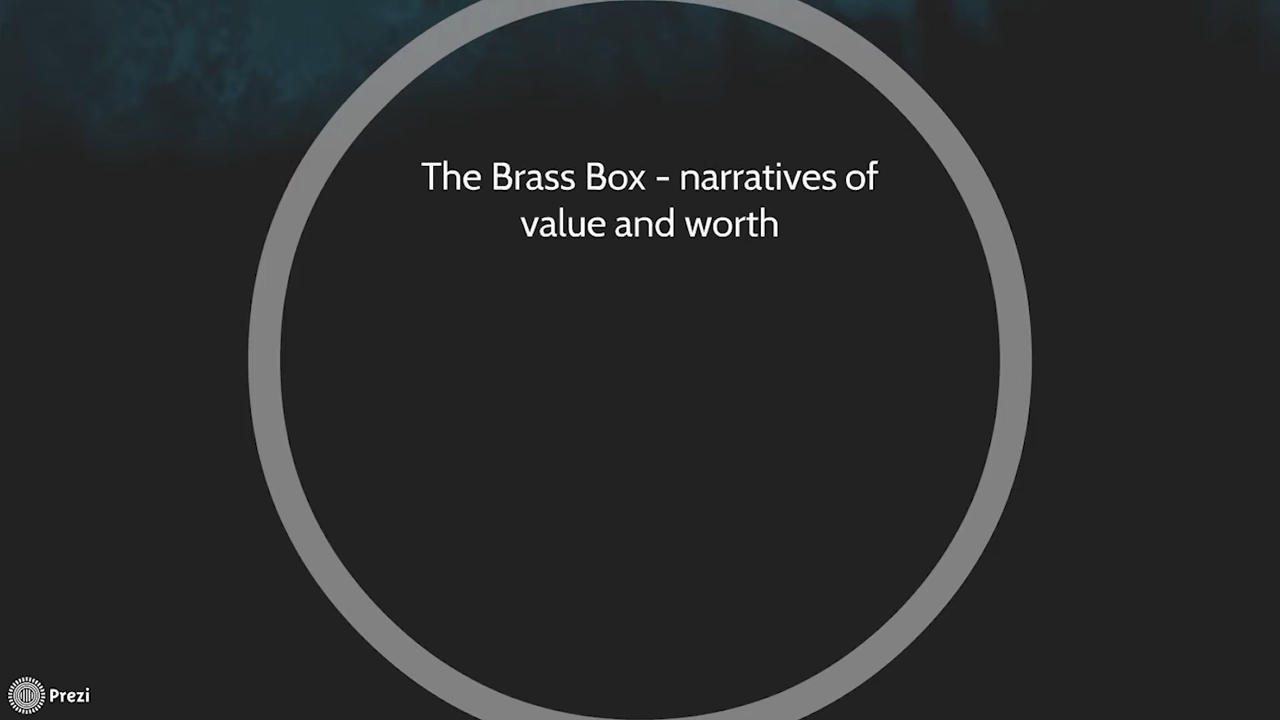 The Brass Box - narratives of
value and worth
Prezi